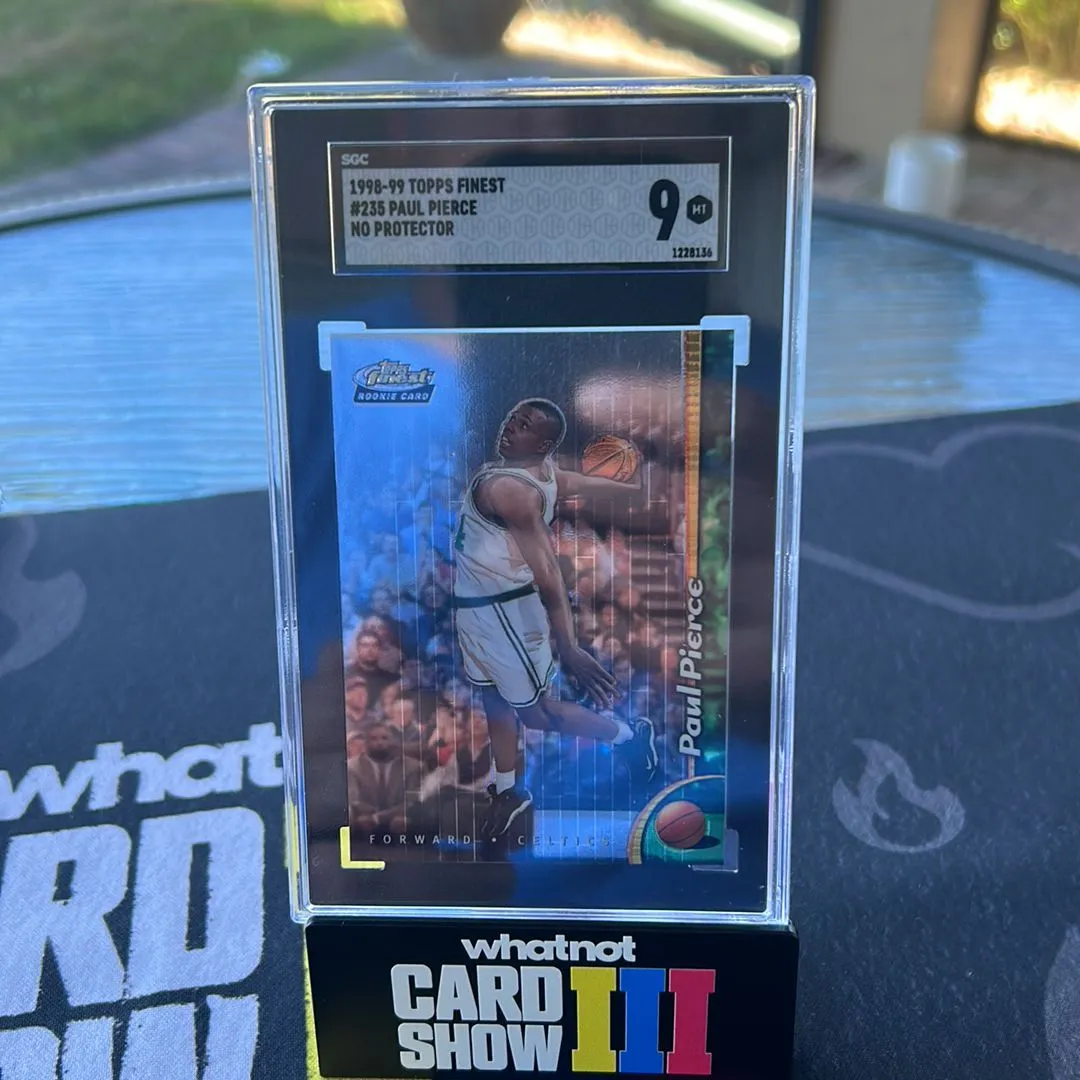 SGC
1998-99 TOPPS FINEST
#235 PAUL PIERCE
NO PROTECTOR
9 MT
1228136
topps
finest
ROOKIE CARD
Paul Pierce
FORWARD • CELTICS
whatnot
CARD
SHOW
III
whatnot
RD